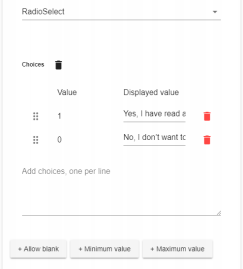 RadioSelect
Choices
Value Displayed value
1 Yes, I have read a
0 No, I don't want to
Add choices, one per line
+ Allow blank + Minimum value + Maximum value